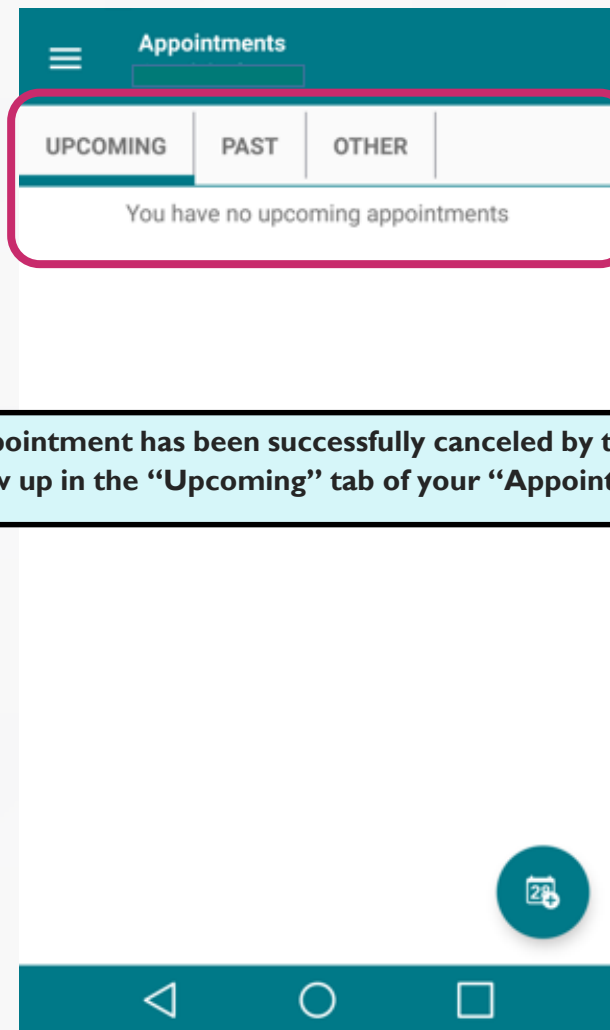 Appointments
UPCOMING PAST OTHER
You have no upcoming appointments
pointment has been successfully canceled by t
up in the “Upcoming” tab of your “Appoint
28